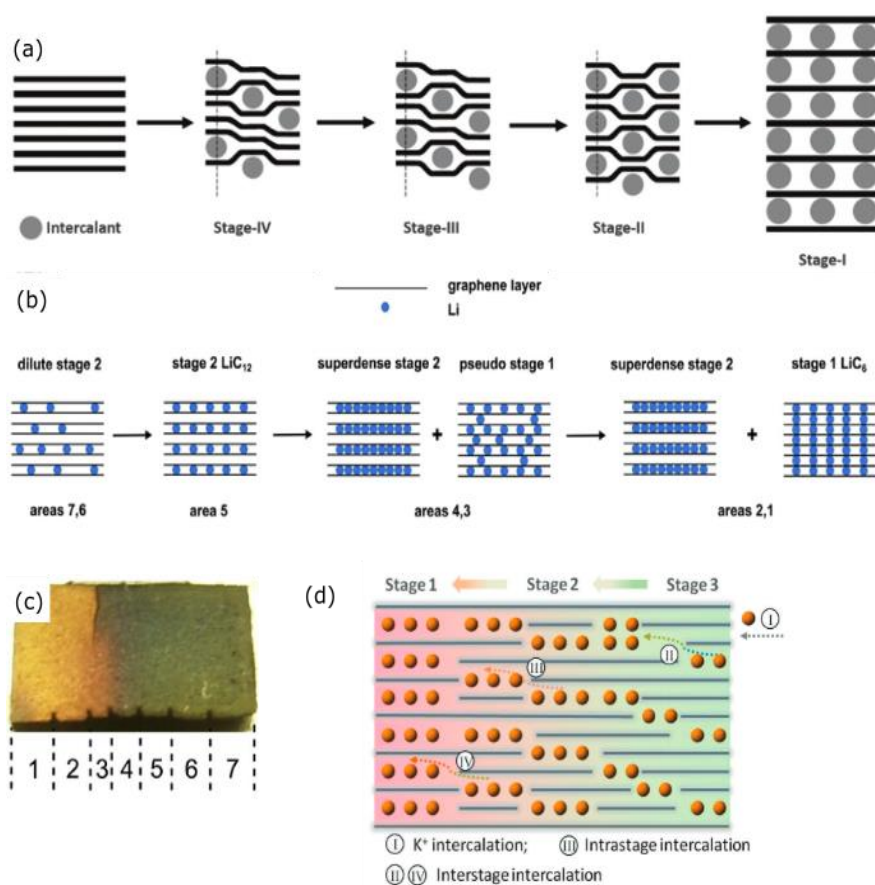 (a)
Intercalant
Stage-IV
Stage-III
Stage-II
Stage-I
(b)
graphene layer
Li
dilute stage 2
stage 2 LiC₁₂
superdense stage 2
pseudo stage 1
superdense stage 2
stage 1 LiC₆
+
+
areas 7,6
area 5
areas 4,3
areas 2,1
(c)
1 2 3 4 5 6 7
(d)
Stage 1
Stage 2
Stage 3
I
II
III
IV
I K⁺ intercalation;
III Intrastage intercalation
II IV Interstage intercalation